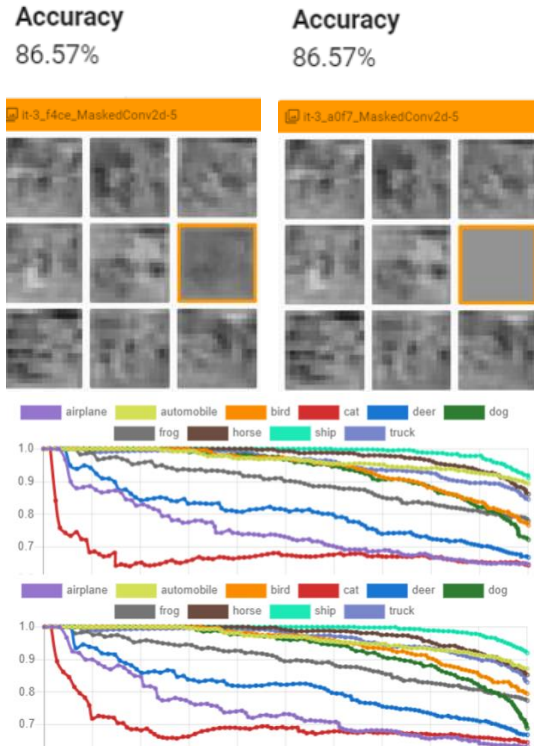 Accuracy Accuracy
86.57% 86.57%
it-3_f4ce_MaskedConv2d-5 it-3_a0f7_MaskedConv2d-5
airplane automobile bird cat deer dog
frog horse ship truck
1.0
0.9
0.8
0.7
airplane automobile bird cat deer dog
frog horse ship truck
1.0
0.9
0.8
0.7